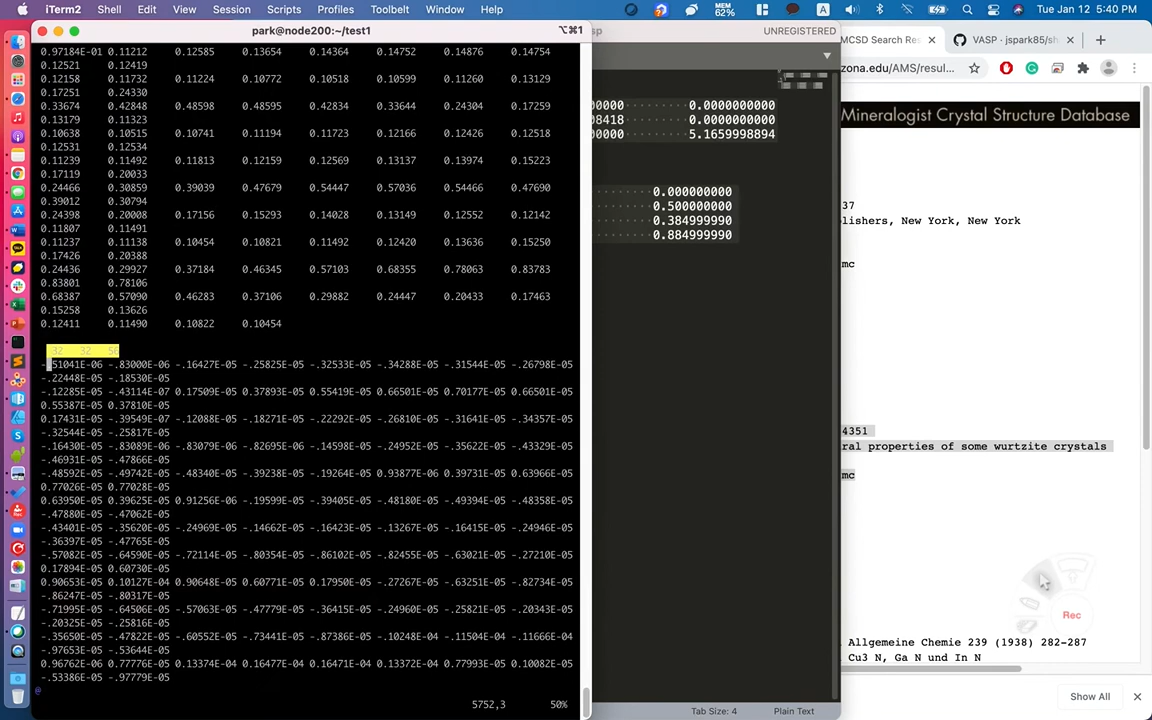 iTerm2 Shell Edit View Session Scripts Profiles Toolbelt Window Help
MEM 62% A Tue Jan 12 5:40 PM
park@node200:~/test1 ⌥⌘1
0.97184E-01 0.11212 0.12585 0.13654 0.14364 0.14752 0.14876 0.14754
0.12521 0.12419
0.12158 0.11732 0.11224 0.10772 0.10518 0.10599 0.11260 0.13129
0.17251 0.24330
0.33674 0.42848 0.48598 0.48595 0.42834 0.33644 0.24304 0.17259
0.13179 0.11323
0.10638 0.10515 0.10741 0.11194 0.11723 0.12166 0.12426 0.12518
0.12531 0.12534
0.11239 0.11492 0.11813 0.12159 0.12569 0.13137 0.13974 0.15223
0.17119 0.20033
0.24466 0.30859 0.39039 0.47679 0.54447 0.57036 0.54466 0.47690
0.39012 0.30794
0.24398 0.20008 0.17156 0.15293 0.14028 0.13149 0.12552 0.12142
0.11807 0.11491
0.11237 0.11138 0.10454 0.10821 0.11492 0.12420 0.13636 0.15250
0.17426 0.20388
0.24436 0.29927 0.37184 0.46345 0.57103 0.68355 0.78063 0.83783
0.83801 0.78106
0.68387 0.57090 0.46283 0.37106 0.29882 0.24447 0.20433 0.17463
0.15258 0.13626
0.12411 0.11490 0.10822 0.10454
32 32
-.51041E-06 -.83000E-06 -.16427E-05 -.25825E-05 -.32533E-05 -.34288E-05 -.31544E-05 -.26798E-05
-.22448E-05 -.18530E-05
-.12285E-05 -.43114E-07 0.17509E-05 0.37893E-05 0.55419E-05 0.66501E-05 0.70177E-05 0.66501E-05
0.55387E-05 0.37810E-05
0.17431E-05 -.39549E-07 -.12088E-05 -.18271E-05 -.22292E-05 -.26810E-05 -.31641E-05 -.34357E-05
-.32544E-05 -.25817E-05
-.16430E-05 -.83089E-06 -.83079E-06 -.82695E-06 -.14598E-05 -.24952E-05 -.35622E-05 -.43329E-05
-.46931E-05 -.47866E-05
-.48592E-05 -.49742E-05 -.48340E-05 -.39238E-05 -.19264E-05 0.93877E-06 0.39731E-05 0.63966E-05
0.77026E-05 0.77028E-05
0.63950E-05 0.39625E-05 0.91256E-06 -.19599E-05 -.39405E-05 -.48180E-05 -.49394E-05 -.48358E-05
-.47880E-05 -.47062E-05
-.43401E-05 -.35620E-05 -.24969E-05 -.14662E-05 -.16423E-05 -.13267E-05 -.16415E-05 -.24946E-05
-.36397E-05 -.47765E-05
-.57082E-05 -.64590E-05 -.72114E-05 -.80354E-05 -.86102E-05 -.82455E-05 -.63021E-05 -.27210E-05
0.17894E-05 0.60730E-05
0.90653E-05 0.10127E-04 0.90648E-05 0.60771E-05 0.17950E-05 -.27267E-05 -.63251E-05 -.82734E-05
-.86247E-05 -.80317E-05
-.71995E-05 -.64506E-05 -.57063E-05 -.47779E-05 -.36415E-05 -.24960E-05 -.25821E-05 -.20343E-05
-.20325E-05 -.25816E-05
-.35650E-05 -.47822E-05 -.60552E-05 -.73441E-05 -.87386E-05 -.10248E-04 -.11504E-04 -.11666E-04
-.97653E-05 -.53644E-05
0.96762E-06 0.77776E-05 0.13374E-04 0.16477E-04 0.16471E-04 0.13372E-04 0.77993E-05 0.10082E-05
-.53386E-05 -.97779E-05
@
5752,3 50%
sp UNREGISTERED
00000 0.0000000000
08418 0.0000000000
00000 5.1659998894
0.000000000
0.500000000
0.384999990
0.884999990
Tab Size: 4 Plain Text
MCSD Search Res
VASP - jspark85/sh
zona.edu/AMS/resul...
Mineralogist Crystal Structure Database
37
lishers, New York, New York
mc
4351
ral properties of some wurtzite crystals
mc
Rec
Allgemeine Chemie 239 (1938) 282-287
Cu3 N, Ga N und In N
Show All